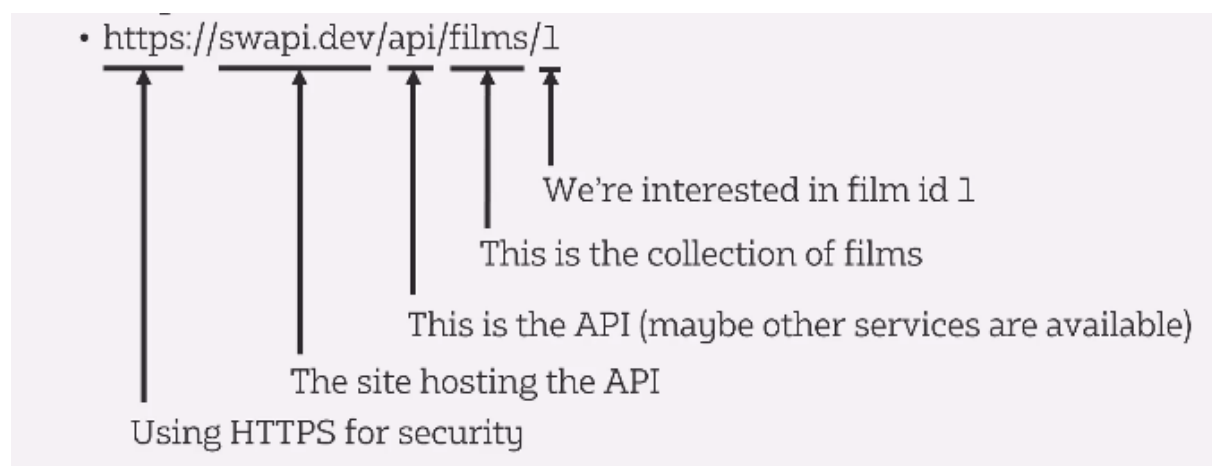 • https://swapi.dev/api/films/1
We're interested in film id 1
This is the collection of films
This is the API (maybe other services are available)
The site hosting the API
Using HTTPS for security